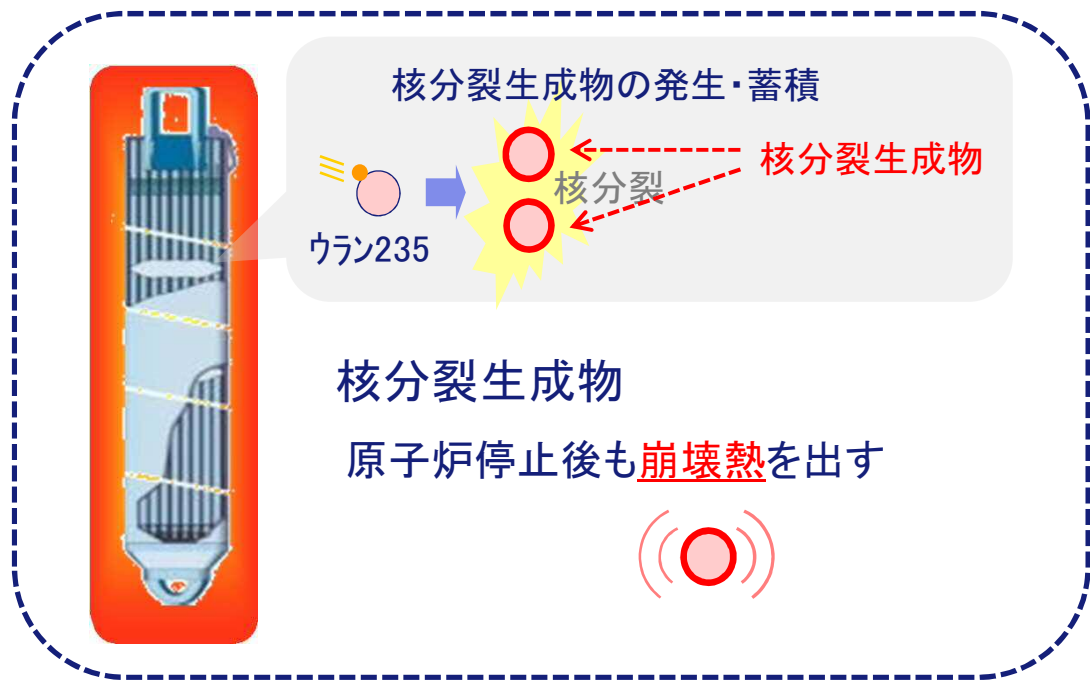 核分裂生成物の発生・蓄積
核分裂生成物
核分裂
ウラン235
核分裂生成物
原子炉停止後も崩壊熱を出す